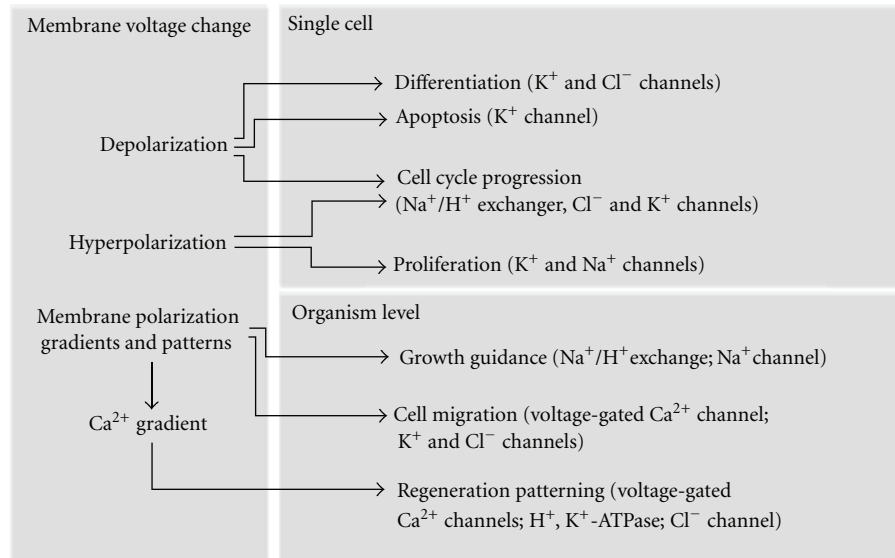 Membrane voltage change
Single cell
Differentiation (K⁺ and Cl⁻ channels)
Apoptosis (K⁺ channel)
Depolarization
Cell cycle progression
(Na⁺/H⁺ exchanger, Cl⁻ and K⁺ channels)
Hyperpolarization
Proliferation (K⁺ and Na⁺ channels)
Membrane polarization
gradients and patterns
Organism level
Growth guidance (Na⁺/H⁺exchange; Na⁺channel)
Ca²⁺ gradient
Cell migration (voltage-gated Ca²⁺ channel;
K⁺ and Cl⁻ channels)
Regeneration patterning (voltage-gated
Ca²⁺ channels; H⁺, K⁺-ATPase; Cl⁻ channel)